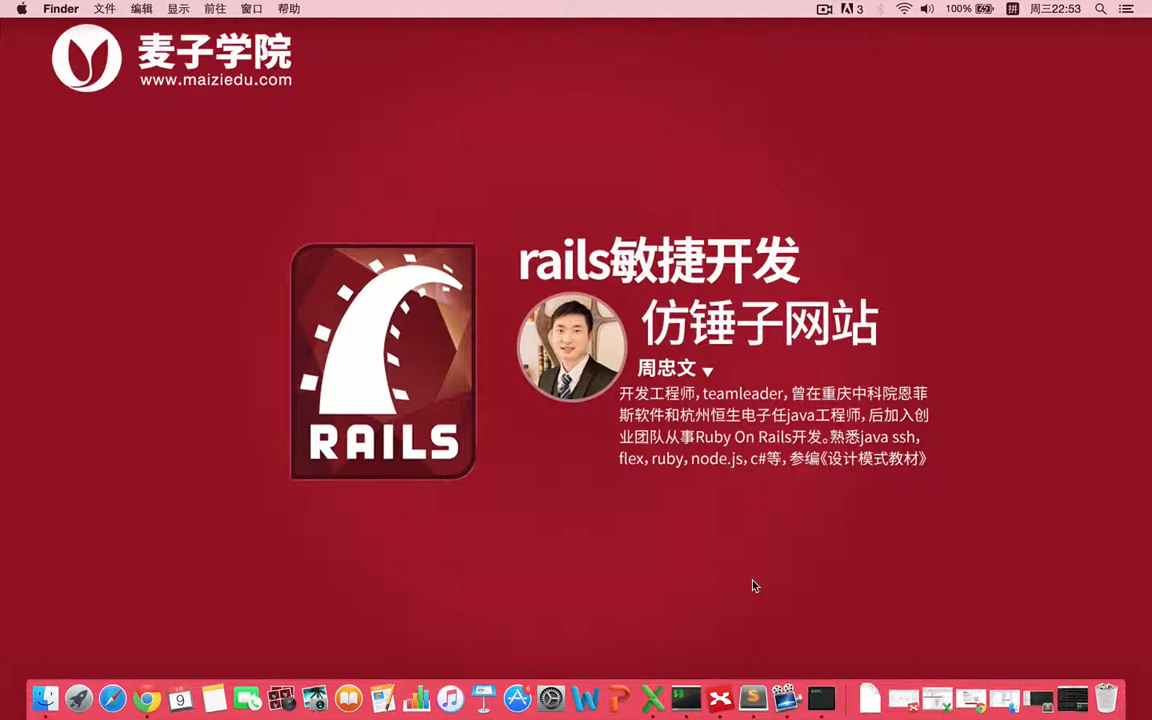 Finder 文件 编辑 显示 前往 窗口 帮助 3 100% 拼 周三22:53
麦子学院
www.maiziedu.com
rails敏捷开发
仿锤子网站
周忠文
开发工程师, teamleader, 曾在重庆中科院恩菲
斯软件和杭州恒生电子任java工程师, 后加入创
业团队从事Ruby On Rails开发。熟悉java ssh,
flex, ruby, node.js, c#等, 参编《设计模式教材》
RAILS
9